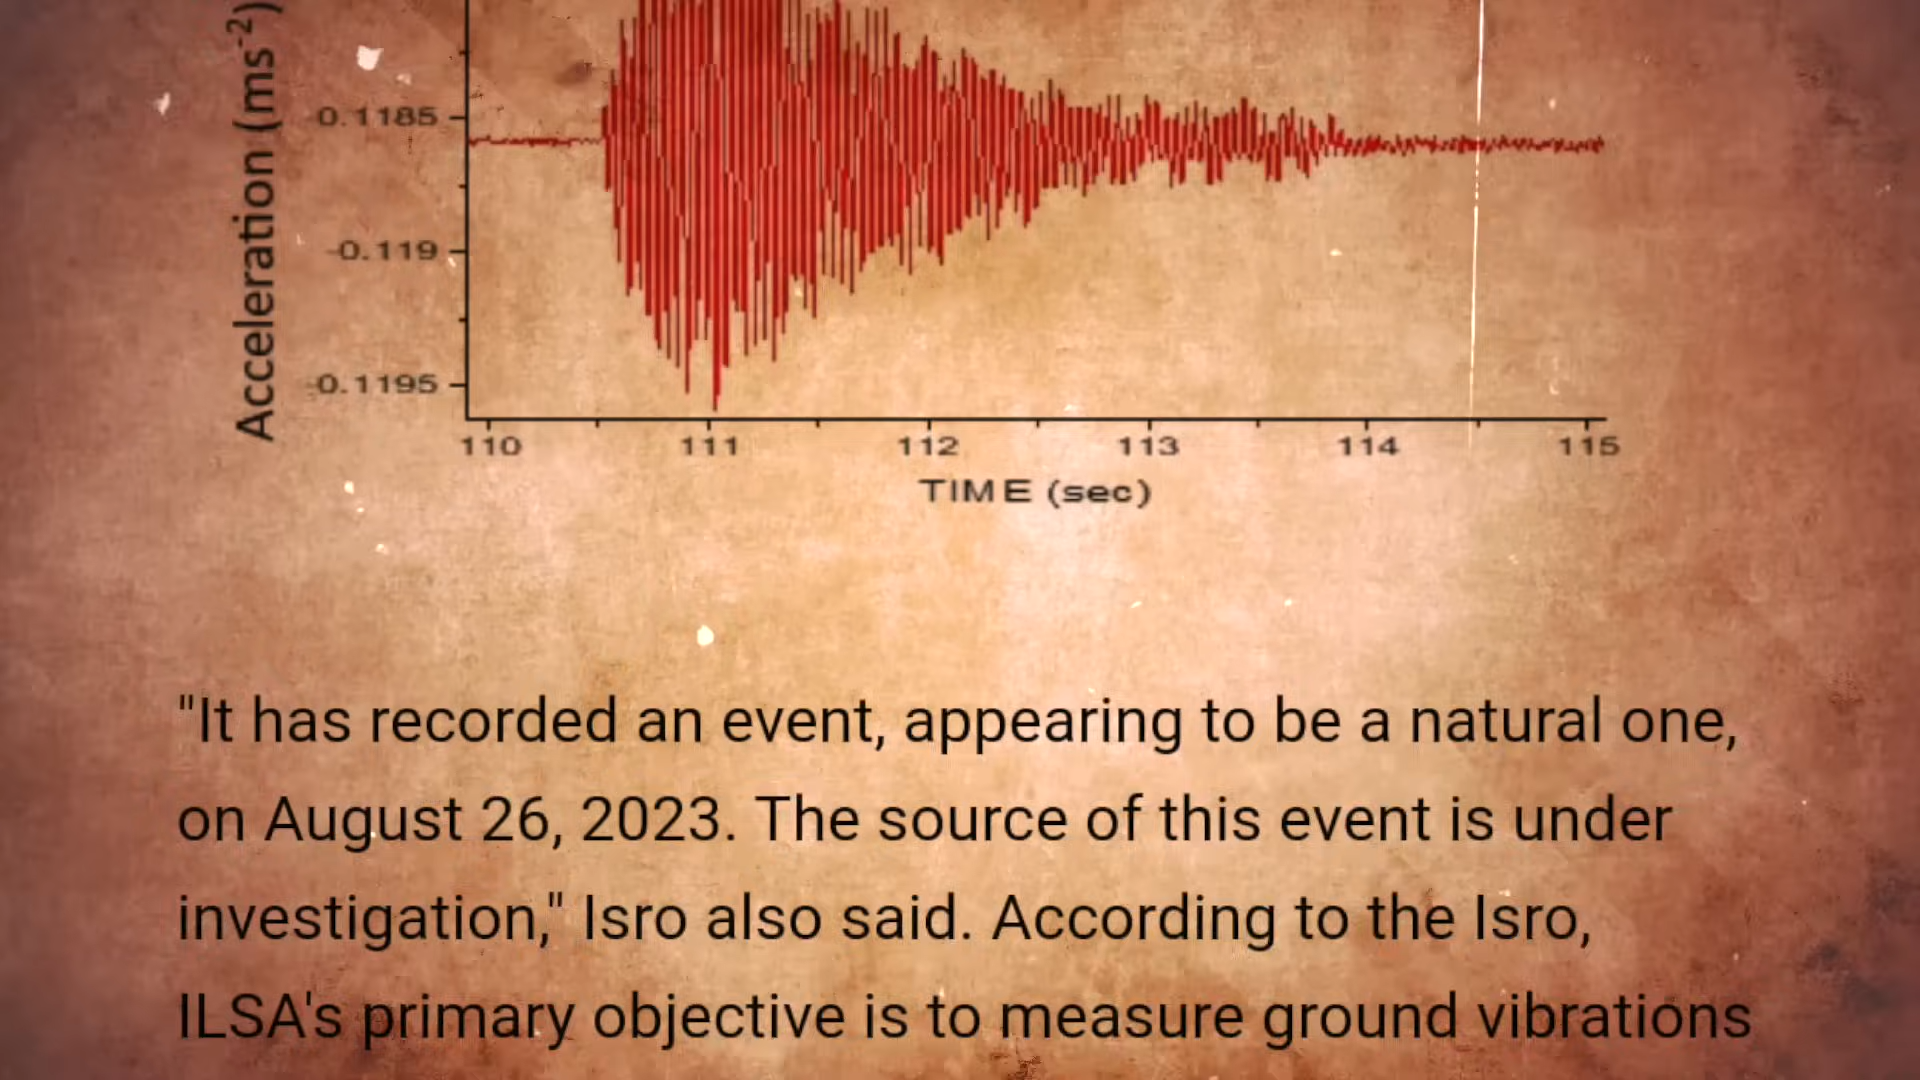 Acceleration (ms-2)
-0.1185
-0.119
-0.1195
110 111 112 113 114 115
TIME (sec)
"It has recorded an event, appearing to be a natural one,
on August 26, 2023. The source of this event is under
investigation," Isro also said. According to the Isro,
ILSA's primary objective is to measure ground vibrations